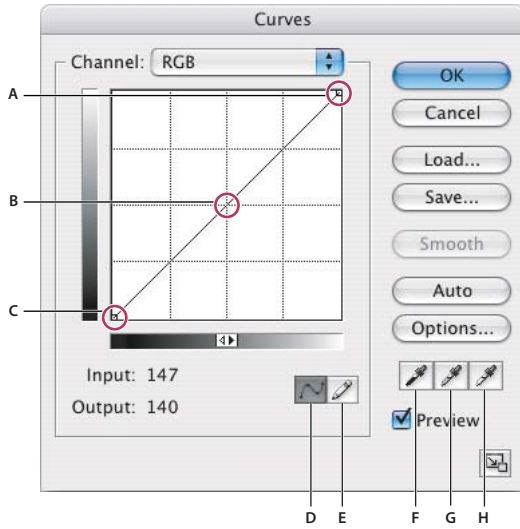 Curves
Channel: RGB
A
B
C
Input: 147
Output: 140
OK
Cancel
Load...
Save...
Smooth
Auto
Options...
Preview
D E F G H